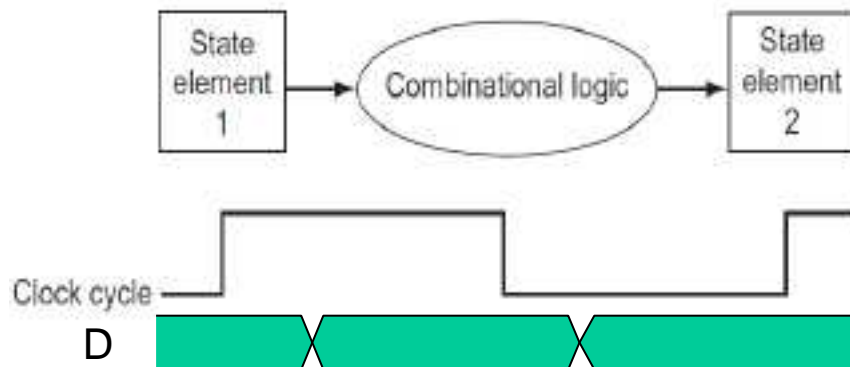 State
element
1
Combinational logic
State
element
2
Clock cycle
D